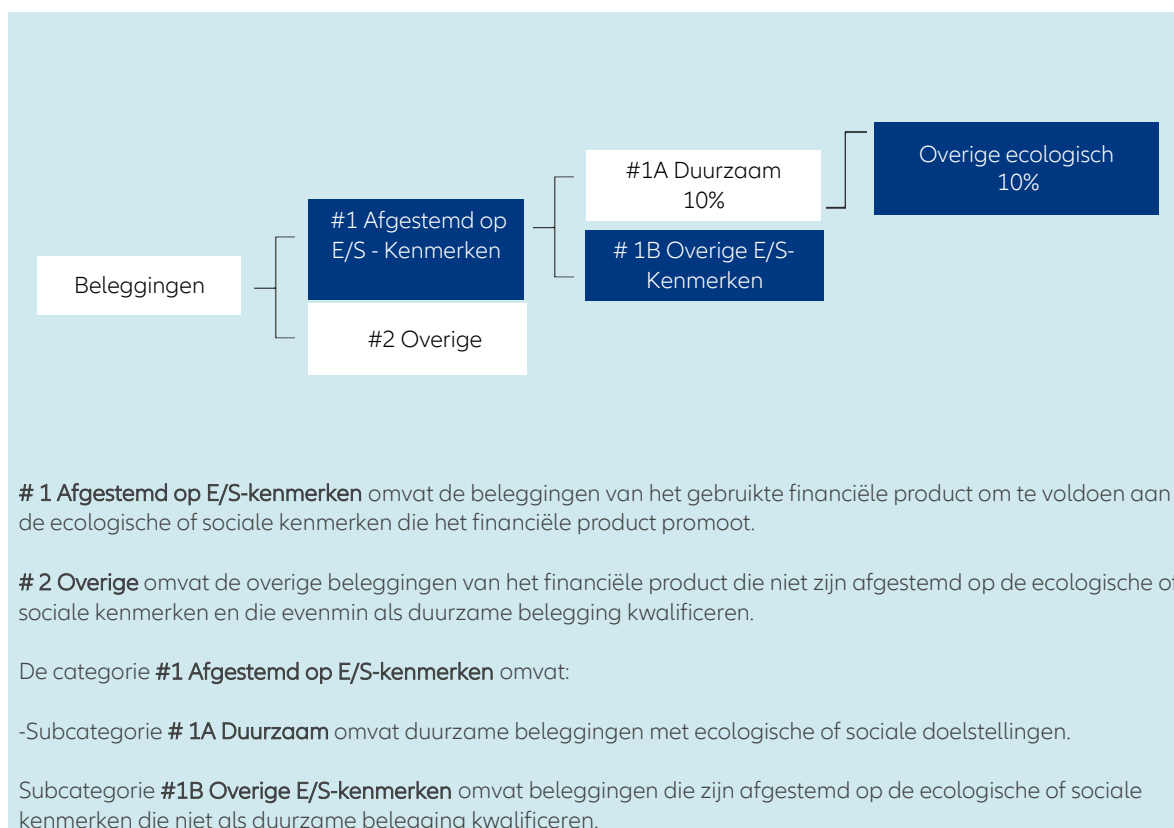 Beleggingen
#1 Afgestemd op
E/S - Kenmerken
#2 Overige
#1A Duurzaam
10%
# 1B Overige E/S-
Kenmerken
Overige ecologisch
10%
# 1 Afgestemd op E/S-kenmerken omvat de beleggingen van het gebruikte financiële product om te voldoen aan
de ecologische of sociale kenmerken die het financiële product promoot.
# 2 Overige omvat de overige beleggingen van het financiële product die niet zijn afgestemd op de ecologische of
sociale kenmerken en die evenmin als duurzame belegging kwalificeren.
De categorie #1 Afgestemd op E/S-kenmerken omvat:
-Subcategorie # 1A Duurzaam omvat duurzame beleggingen met ecologische of sociale doelstellingen.
Subcategorie #1B Overige E/S-kenmerken omvat beleggingen die zijn afgestemd op de ecologische of sociale
kenmerken die niet als duurzame belegging kwalificeren.